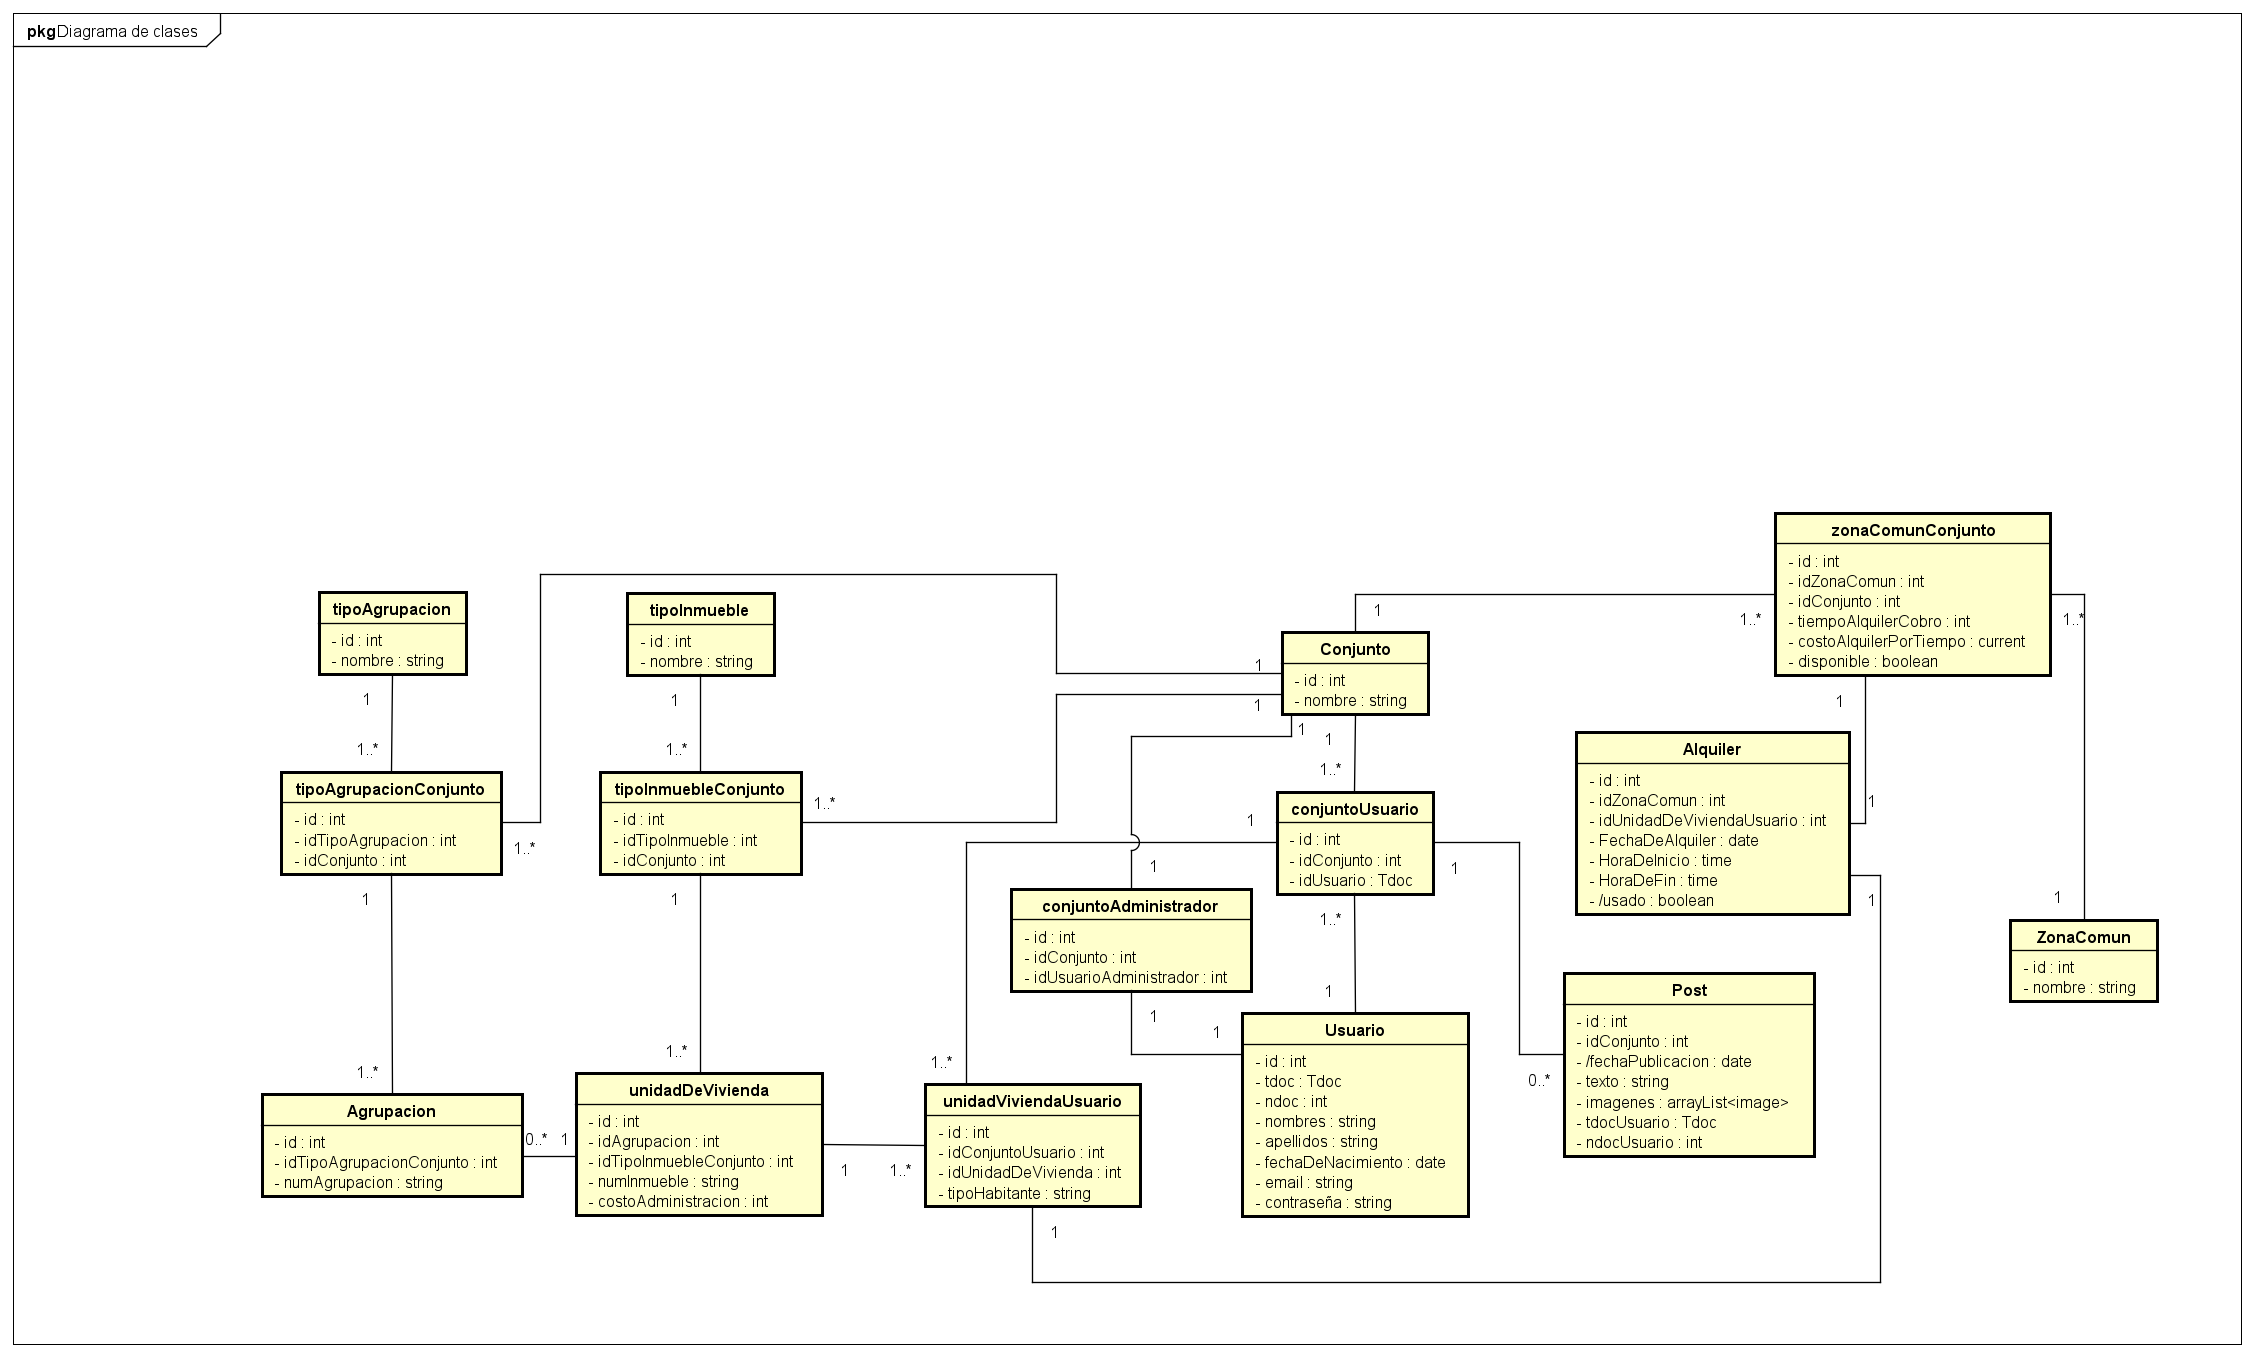 pkg Diagrama de clases
zonaComunConjunto
- id : int
- idZonaComun : int
- idConjunto : int
- tiempoAlquilerCobro : int
- costoAlquilerPorTiempo : current
- disponible : boolean
tipoAgrupacion
- id : int
- nombre : string
tipoInmueble
- id : int
- nombre : string
Conjunto
- id : int
- nombre : string
1
1..*
1..*
1
1
1
1
1
1..*
1
1..*
1
1..*
1
Alquiler
- id : int
- idZonaComun : int
- idUnidadDeViviendaUsuario : int
- FechaDeAlquiler : date
- HoraDeInicio : time
- HoraDeFin : time
- /usado : boolean
1
1
tipoAgrupacionConjunto
- id : int
- idTipoAgrupacion : int
- idConjunto : int
1..*
tipoInmuebleConjunto
- id : int
- idTipoInmueble : int
- idConjunto : int
1..*
conjuntoUsuario
- id : int
- idConjunto : int
- idUsuario : Tdoc
1
1
1..*
1
conjuntoAdministrador
- id : int
- idConjunto : int
- idUsuarioAdministrador : int
1
1
1
1
1
1
ZonaComun
- id : int
- nombre : string
Post
- id : int
- idConjunto : int
- /fechaPublicacion : date
- texto : string
- imagenes : arrayList<image>
- tdocUsuario : Tdoc
- ndocUsuario : int
0..*
Usuario
- id : int
- tdoc : Tdoc
- ndoc : int
- nombres : string
- apellidos : string
- fechaDeNacimiento : date
- email : string
- contraseña : string
1..*
1..*
1..*
Agrupacion
- id : int
- idTipoAgrupacionConjunto : int
- numAgrupacion : string
0..*
1
unidadDeVivienda
- id : int
- idAgrupacion : int
- idTipoInmuebleConjunto : int
- numInmueble : string
- costoAdministracion : int
1
1..*
unidadViviendaUsuario
- id : int
- idConjuntoUsuario : int
- idUnidadDeVivienda : int
- tipoHabitante : string
1